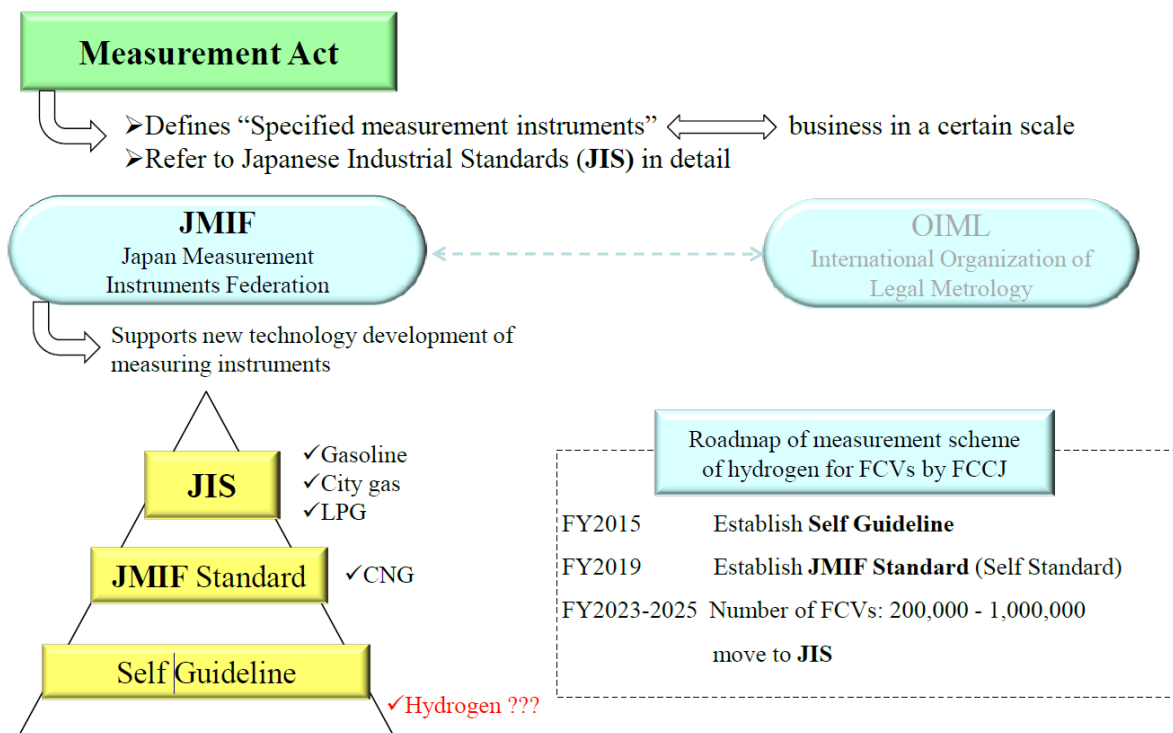 Measurement Act
➢Defines “Specified measurement instruments” business in a certain scale
➢Refer to Japanese Industrial Standards (JIS) in detail
JMIF
Japan Measurement
Instruments Federation
OIML
International Organization of
Legal Metrology
Supports new technology development of
measuring instruments
JIS
✓Gasoline
✓City gas
✓LPG
JMIF Standard
✓CNG
Self Guideline
✓Hydrogen ???
Roadmap of measurement scheme
of hydrogen for FCVs by FCCJ
FY2015 Establish Self Guideline
FY2019 Establish JMIF Standard (Self Standard)
FY2023-2025 Number of FCVs: 200,000 - 1,000,000
move to JIS